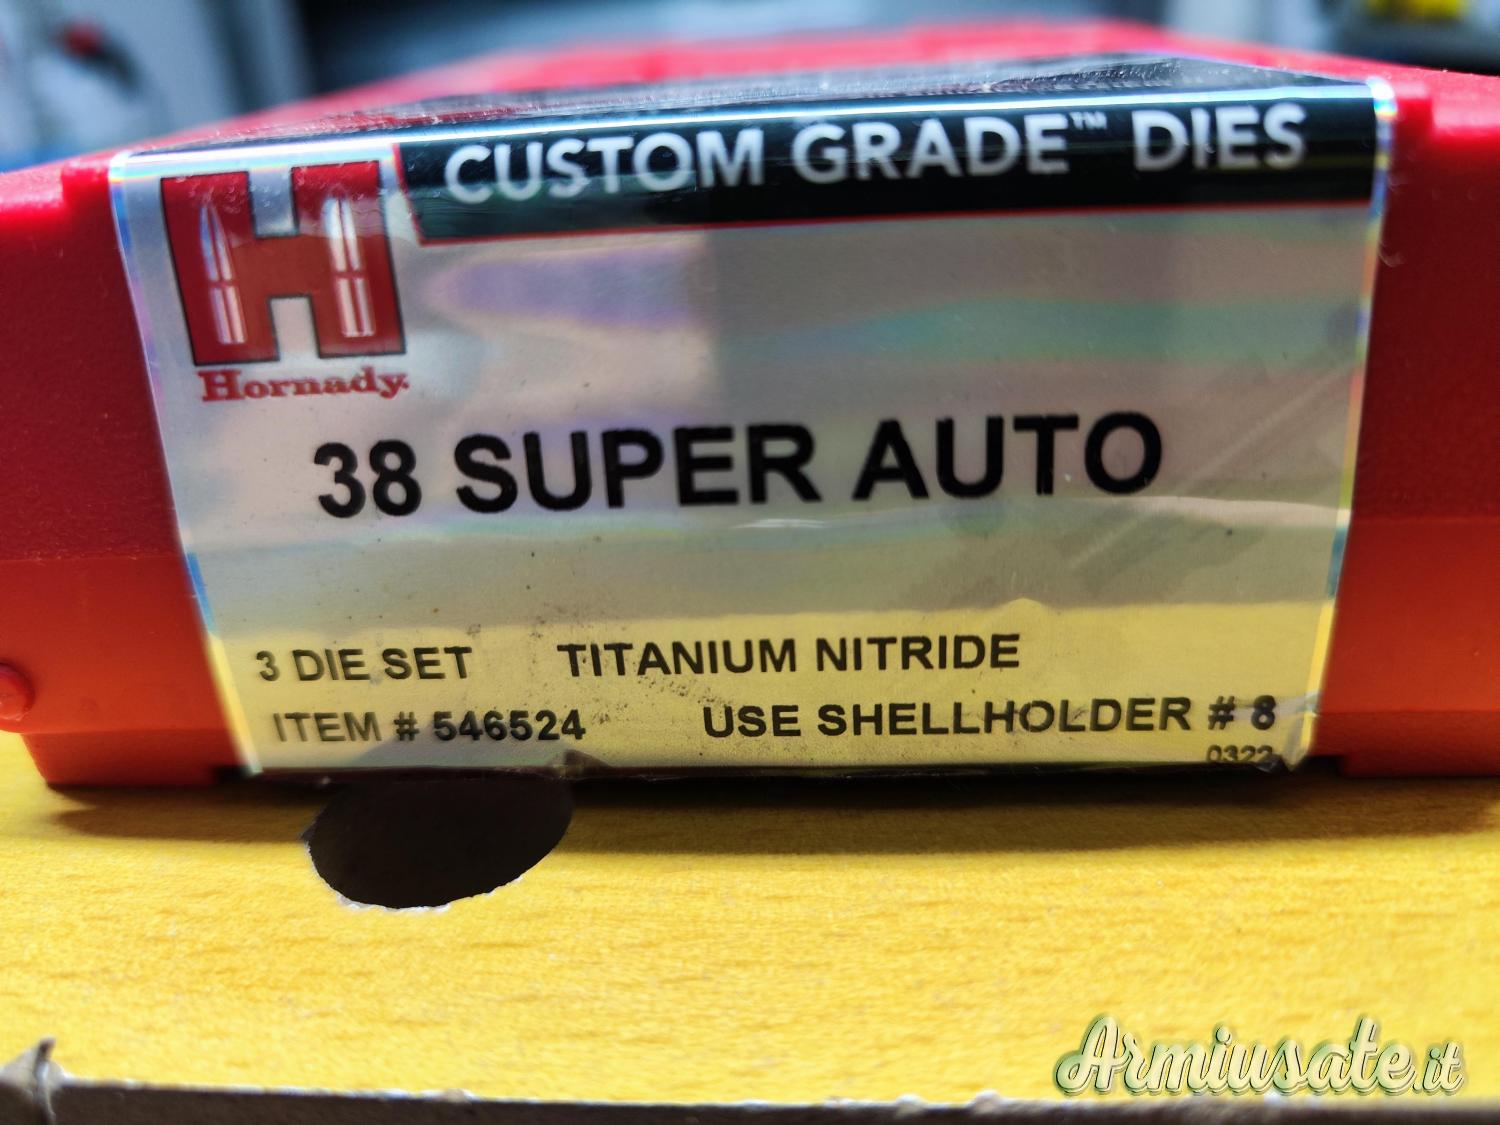 CUSTOM GRADE™ DIES
Hornady
38 SUPER AUTO
3 DIE SET TITANIUM NITRIDE
ITEM # 546524 USE SHELLHOLDER # 8
0322
Armiusate.it